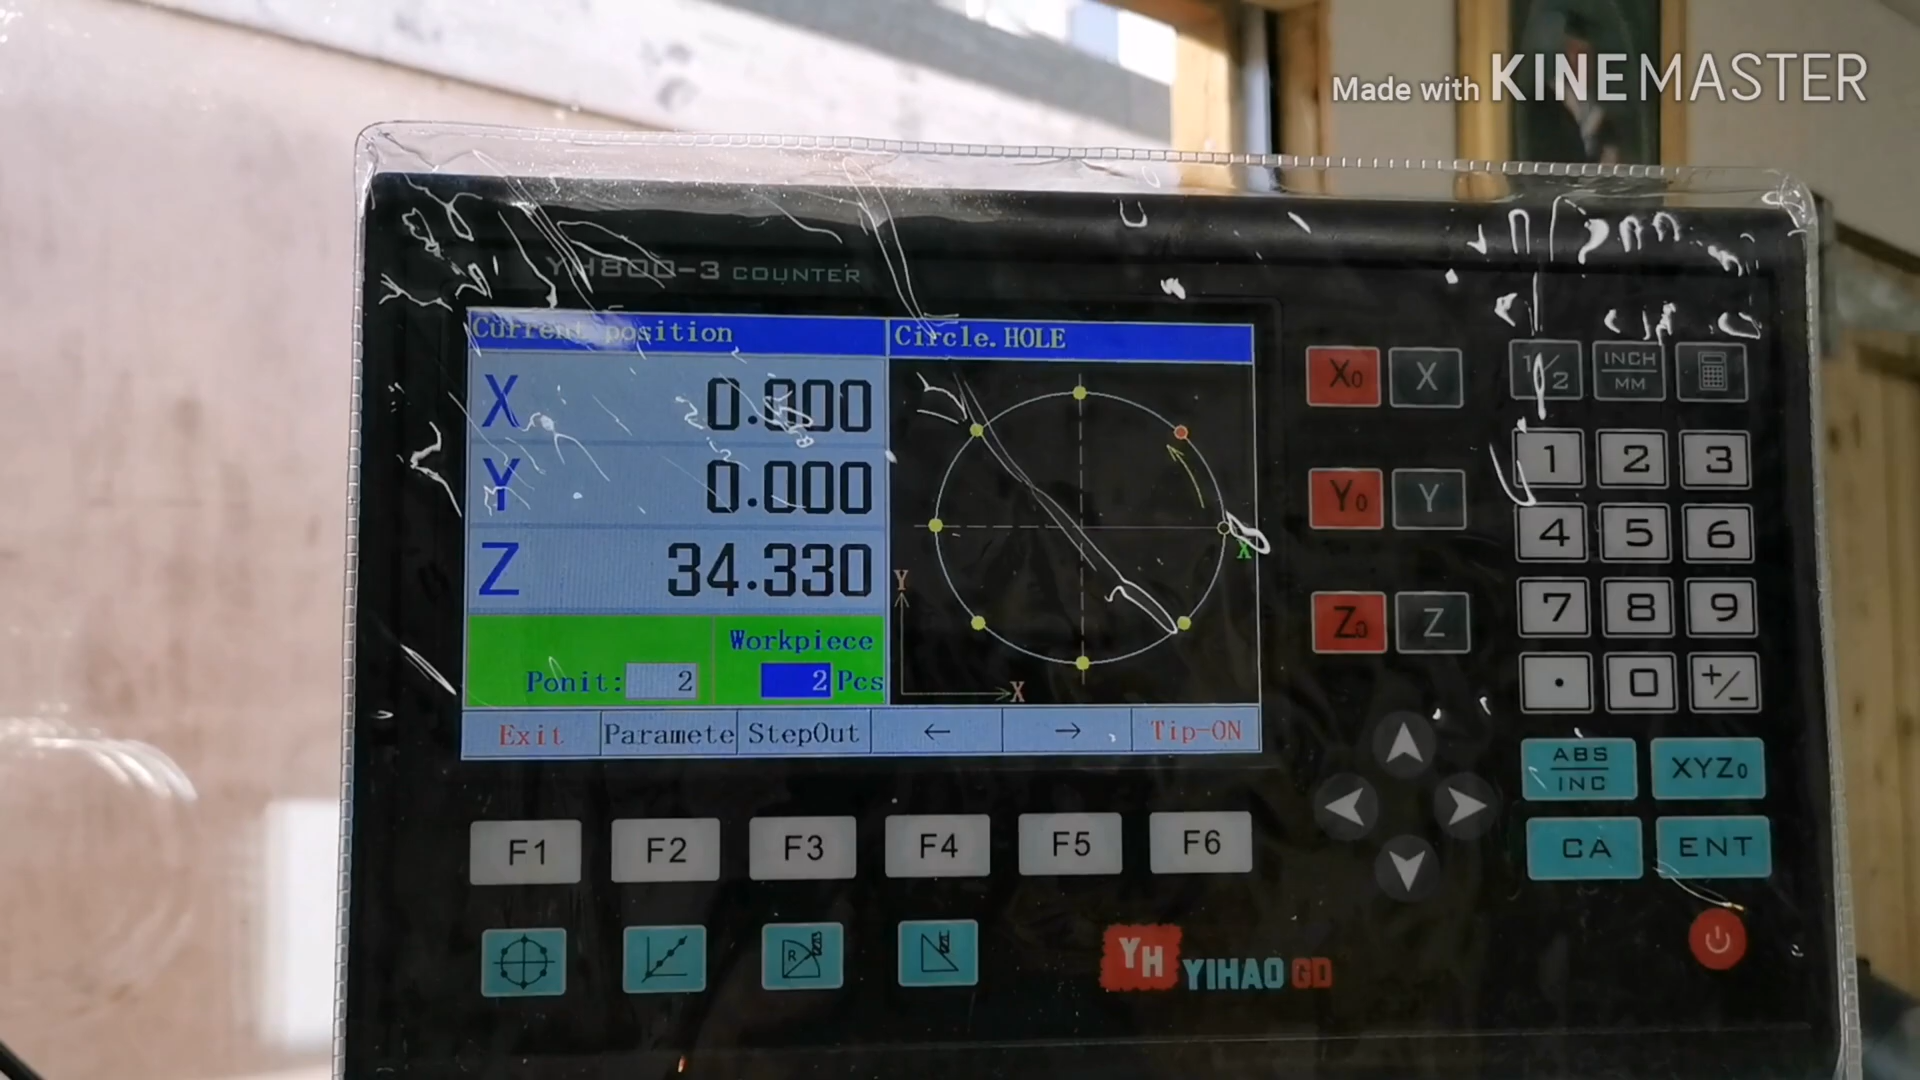 Made with KINEMASTER
YH800-3 COUNTER
Current position
Circle.HOLE
X 0.000
Y 0.000
Z 34.330
Workpiece
Ponit: 2
2 Pcs
Exit Paramete StepOut ← → Tip-ON
X
Y
X
X0 X
Y0 Y
Z0 Z
1/2 INCH/MM
1 2 3
4 5 6
7 8 9
. 0 +/-
ABS/INC XYZ0
CA ENT
F1 F2 F3 F4 F5 F6
R
YH YIHAO GD